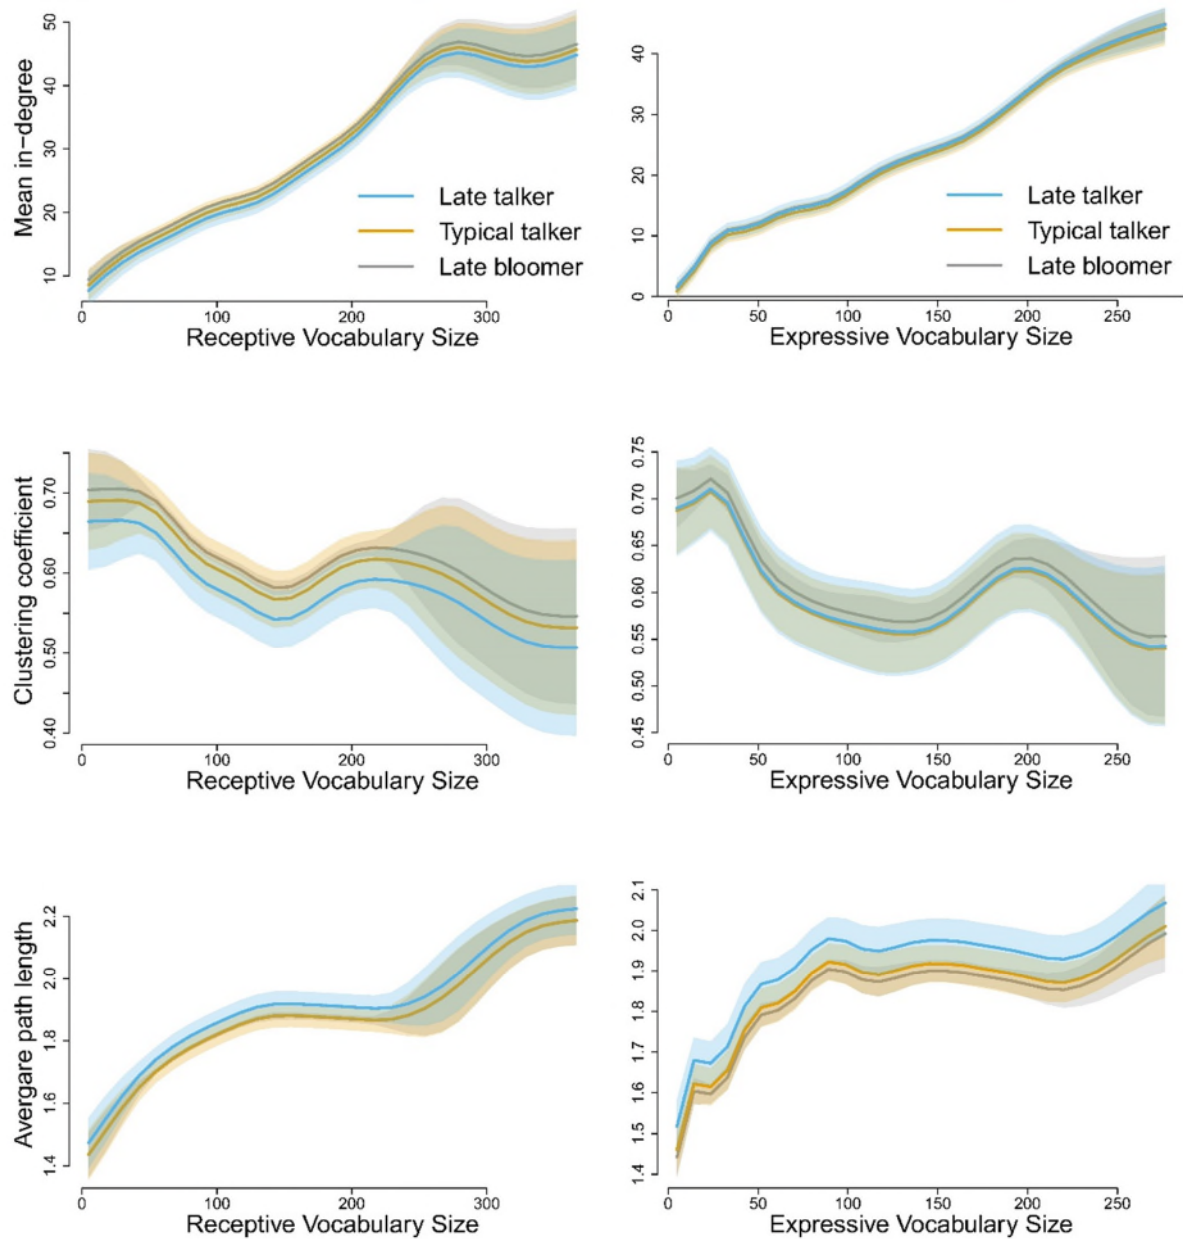 Mean in-degree
50
40
30
20
10
Late talker
Typical talker
Late bloomer
0 100 200 300
Receptive Vocabulary Size
40
30
20
10
0
Late talker
Typical talker
Late bloomer
0 50 100 150 200 250
Expressive Vocabulary Size
Clustering coefficient
0.70
0.60
0.50
0.40
0 100 200 300
Receptive Vocabulary Size
0.75
0.70
0.65
0.60
0.55
0.50
0.45
0 50 100 150 200 250
Expressive Vocabulary Size
Avergare path length
2.2
2.0
1.8
1.6
1.4
0 100 200 300
Receptive Vocabulary Size
2.1
2.0
1.9
1.8
1.7
1.6
1.5
1.4
0 50 100 150 200 250
Expressive Vocabulary Size